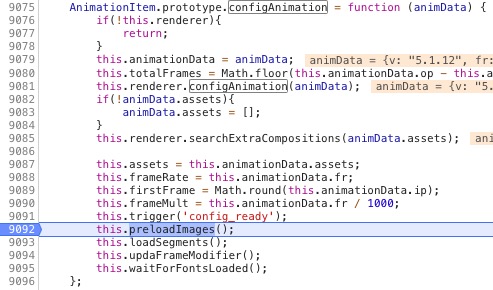 9075 AnimationItem.prototype.configAnimation = function (animData) {
9076 if(!this.renderer){
9077 return;
9078 }
9079 this.animationData = animData; animData = {v: "5.1.12", fr:
9080 this.totalFrames = Math.floor(this.animationData.op - this.a
9081 this.renderer.configAnimation(animData); animData = {v: "5.
9082 if(!animData.assets){
9083 animData.assets = [];
9084 }
9085 this.renderer.searchExtraCompositions(animData.assets); ani
9086
9087 this.assets = this.animationData.assets;
9088 this.frameRate = this.animationData.fr;
9089 this.firstFrame = Math.round(this.animationData.ip);
9090 this.frameMult = this.animationData.fr / 1000;
9091 this.trigger('config_ready');
9092 this.preloadImages();
9093 this.loadSegments();
9094 this.updaFrameModifier();
9095 this.waitForFontsLoaded();
9096 };